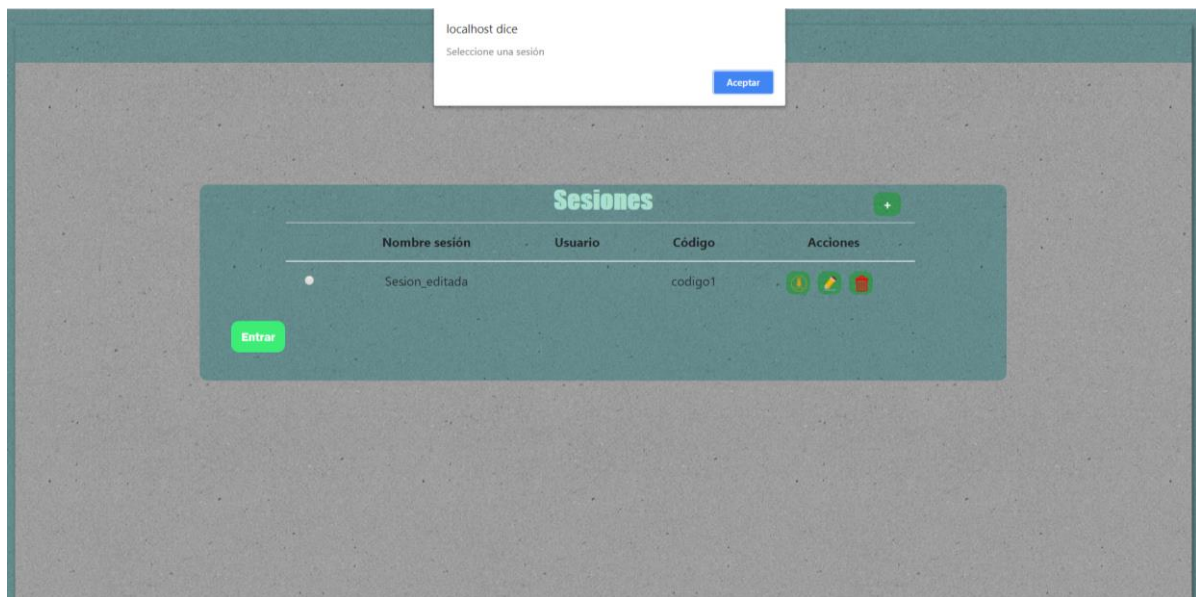 localhost dice
Seleccione una sesión
Aceptar
Sesiones
+
Nombre sesión Usuario Código Acciones
Sesion_editada codigo1
Entrar